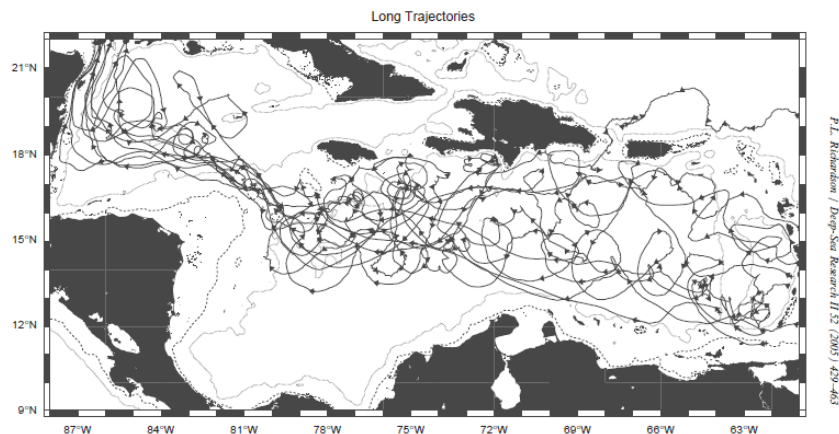 Long Trajectories
21°N
18°N
15°N
12°N
9°N
87°W
84°W
81°W
78°W
75°W
72°W
69°W
66°W
63°W
P.L. Richardson / Deep-Sea Research II 52 (2005) 429–463